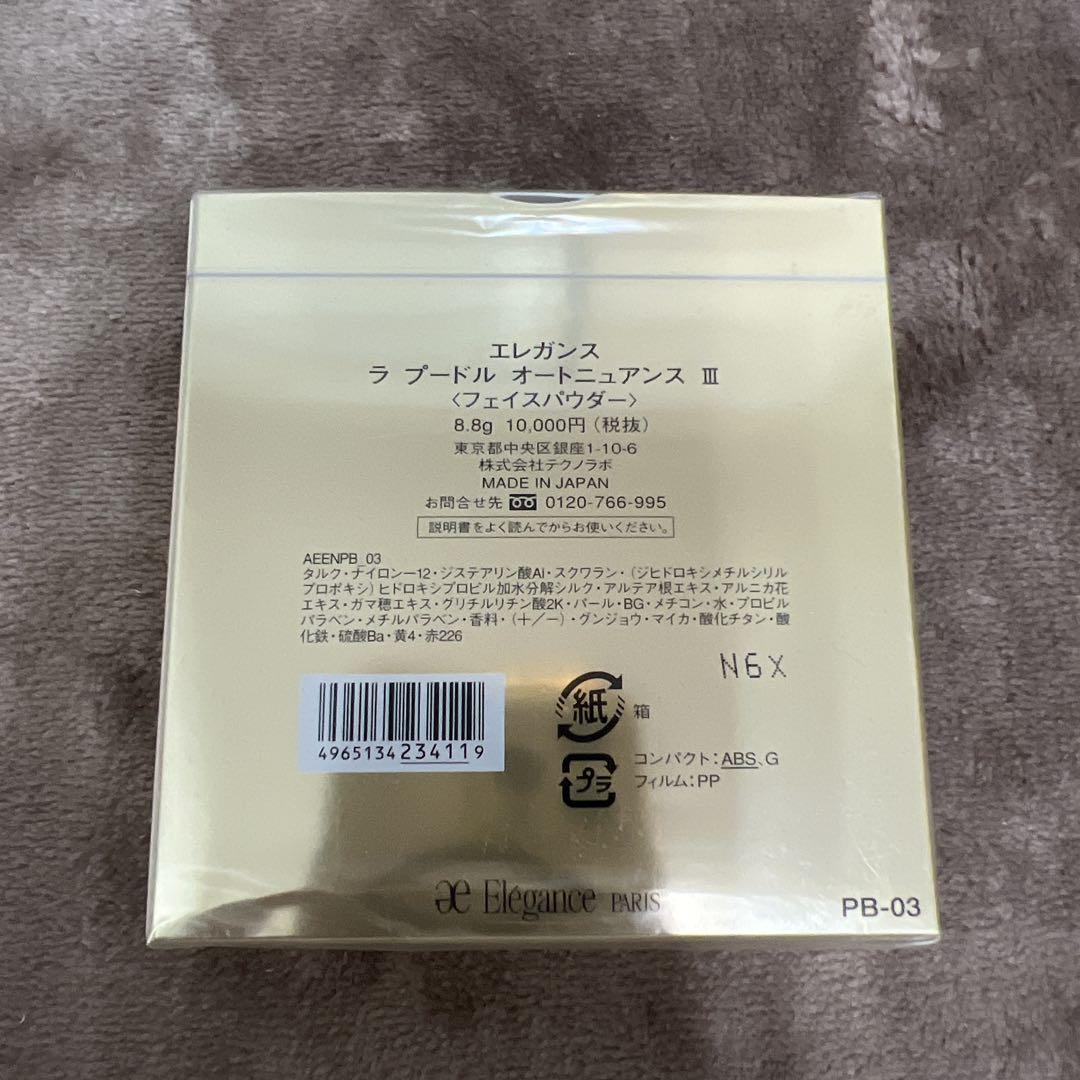 エレガンス
ラ プードル オートニュアンス Ⅲ
〈フェイスパウダー〉
8.8g 10,000円（税抜）
東京都中央区銀座1-10-6
株式会社テクノラボ
MADE IN JAPAN
お問合せ先 0120-766-995
説明書をよく読んでからお使いください。
AEENPB_03
タルク・ナイロンー12・ジステアリン酸Al・スクワラン・（ジヒドロキシメチルシリル
プロポキシ）ヒドロキシプロピル加水分解シルク・アルテア根エキス・アルニカ花
エキス・ガマ穂エキス・グリチルリチン酸2K・パール・BG・メチコン・水・プロピル
パラベン・メチルパラベン・香料・（＋／ー）・グンジョウ・マイカ・酸化チタン・酸
化鉄・硫酸Ba・黄4・赤226
N6X
4965134234119
紙 箱
プラ コンパクト：ABS、G
フィルム：PP
æ Elégance PARIS
PB-03